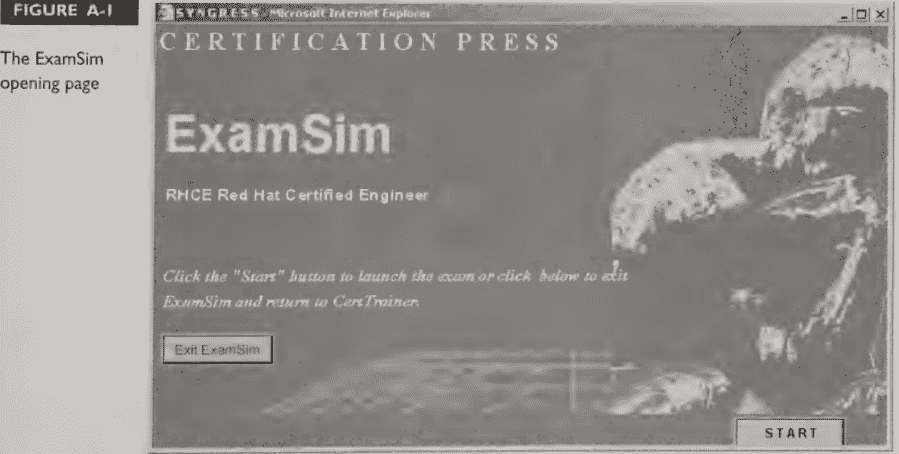 FIGURE A-1
The ExamSim
opening page
SYNGRESS - Microsoft Internet Explorer
CERTIFICATION PRESS
ExamSim
RHCE Red Hat Certified Engineer
Click the "Start" button to launch the exam or click below to exit
ExamSim and return to CertTrainer.
Exit ExamSim
START